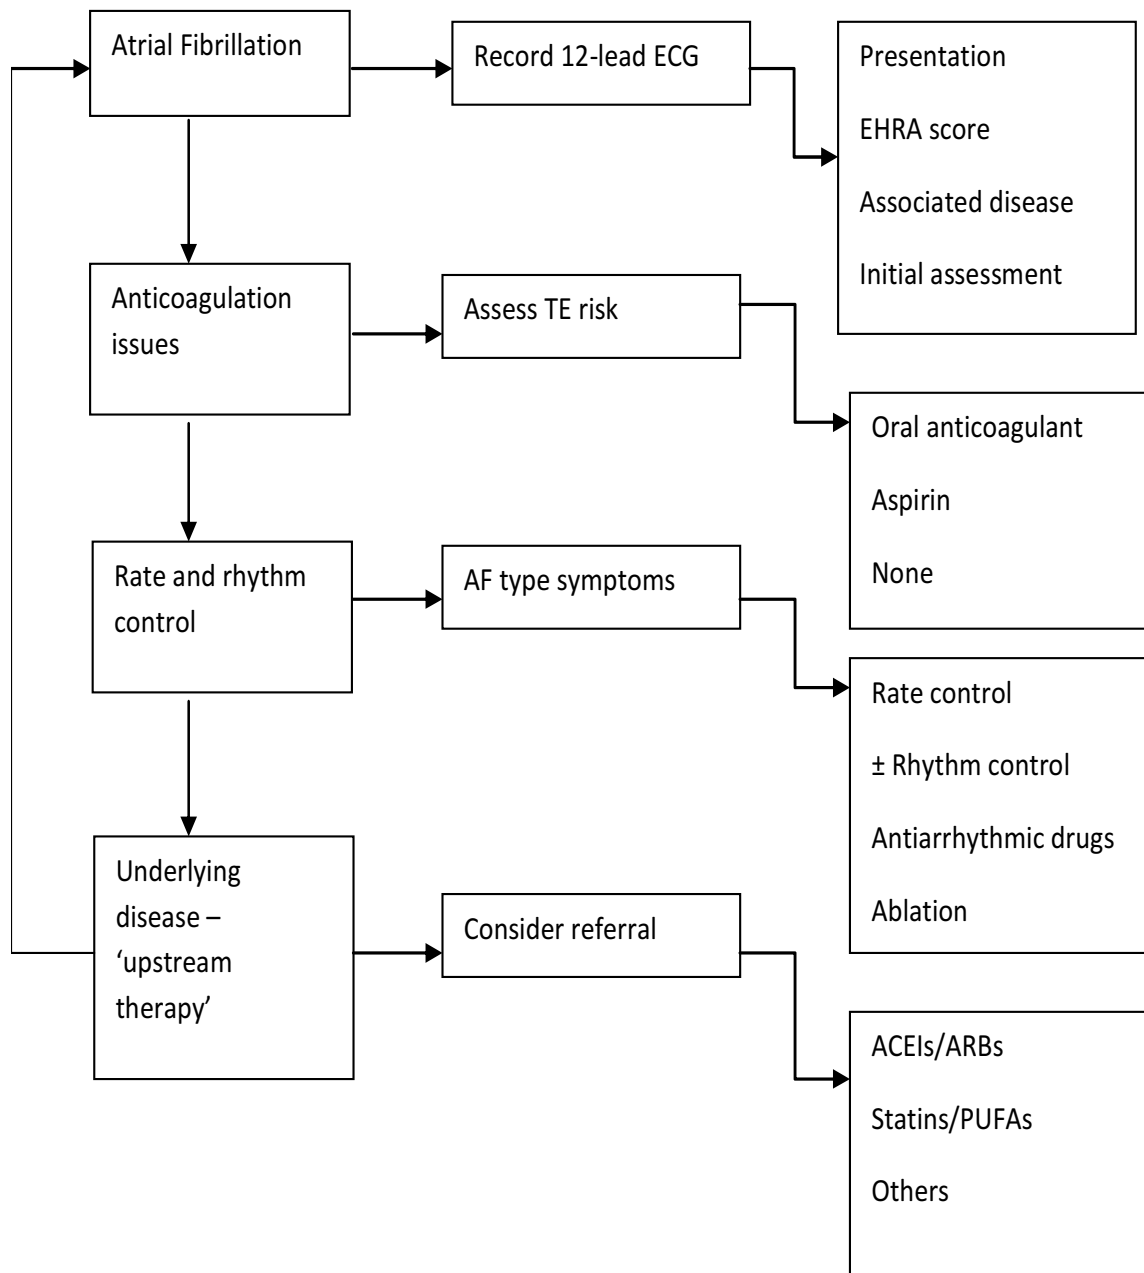 Atrial Fibrillation
Record 12-lead ECG
Presentation
EHRA score
Associated disease
Initial assessment
Anticoagulation
issues
Assess TE risk
Oral anticoagulant
Aspirin
None
Rate and rhythm
control
AF type symptoms
Rate control
± Rhythm control
Antiarrhythmic drugs
Ablation
Underlying
disease –
‘upstream
therapy’
Consider referral
ACEIs/ARBs
Statins/PUFAs
Others